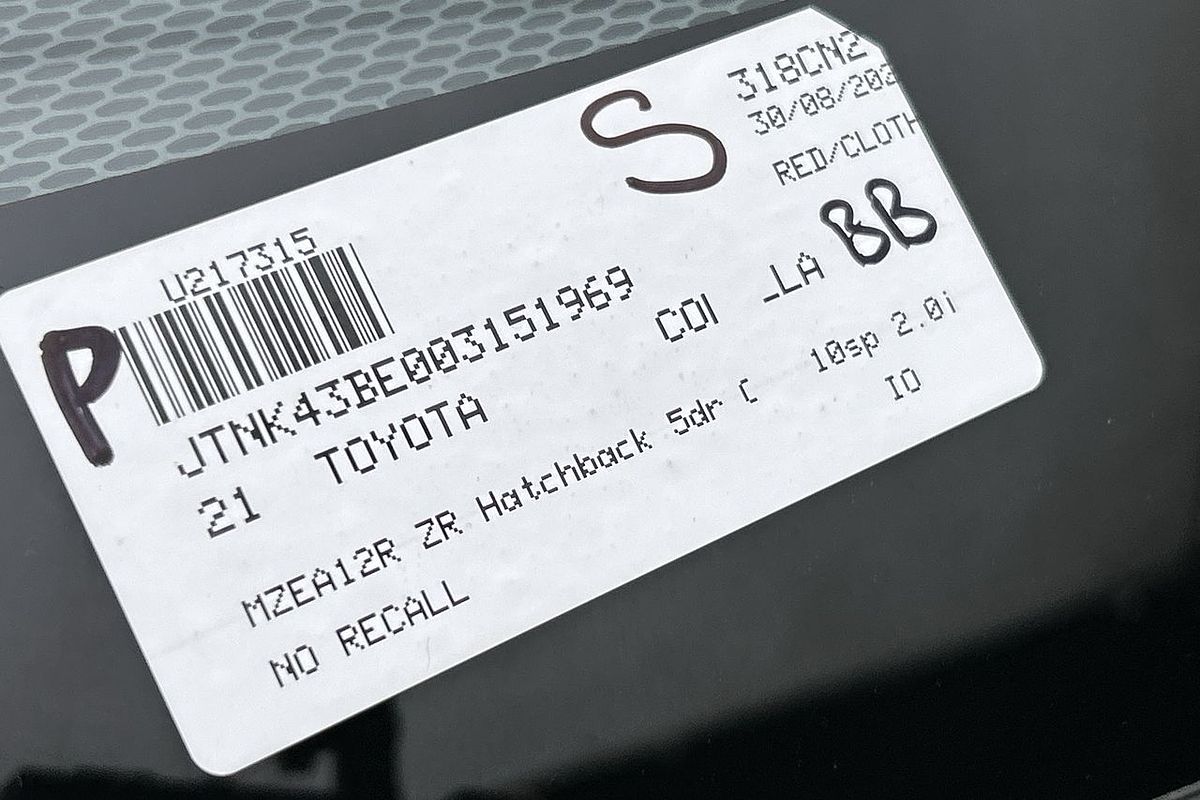 318CN2
30/08/202
RED/CLOTH
S
BB
U217315
P
JTNK43BE003151969
21 TOYOTA COI _LA
MZEA12R ZR Hatchback 5dr C 10sp 2.0i
NO RECALL IO